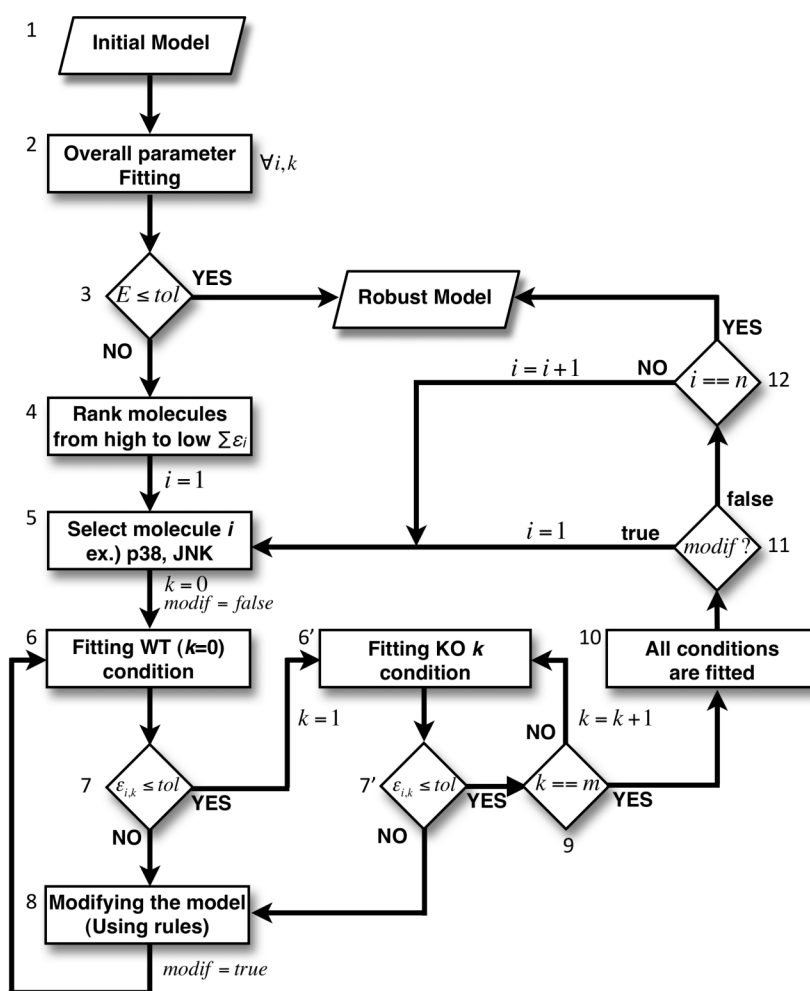 1
Initial Model
2
Overall parameter
Fitting
∀i,k
3
E ≤ tol
YES
NO
Robust Model
YES
NO
i = i+1
i == n
12
4
Rank molecules
from high to low Σεi
i = 1
false
5
Select molecule i
ex.) p38, JNK
i = 1
true
modif ?
11
k = 0
modif = false
6
Fitting WT (k=0)
condition
6′
Fitting KO k
condition
10
All conditions
are fitted
k = 1
NO
k = k+1
7
εi,k ≤ tol
YES
NO
7′
εi,k ≤ tol
YES
NO
k == m
YES
9
8
Modifying the model
(Using rules)
modif = true